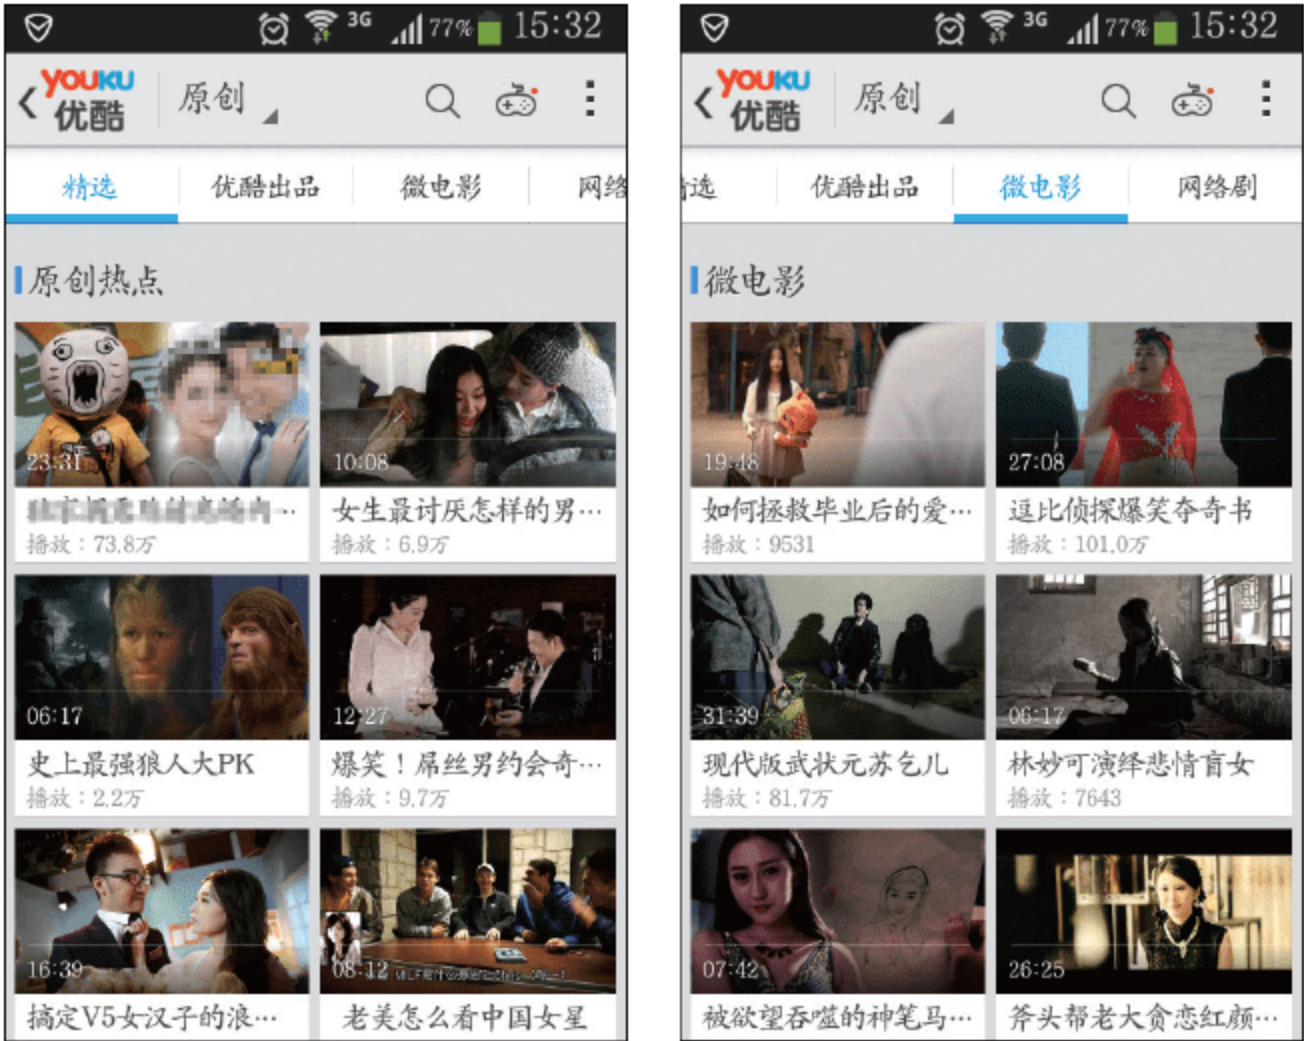 3G 77% 15:32
YOUKU
优酷
原创
精选 优酷出品 微电影 网络
原创热点
23:31
10:08
女生最讨厌怎样的男…
播放：73.8万
播放：6.9万
06:17
12:27
史上最强狼人大PK
爆笑！屌丝男约会奇…
播放：2.2万
播放：9.7万
16:39
08:12
搞定V5女汉子的浪…
老美怎么看中国女星
3G 77% 15:32
YOUKU
优酷
原创
选 优酷出品 微电影 网络剧
微电影
19:48
27:08
如何拯救毕业后的爱…
逗比侦探爆笑夺奇书
播放：9531
播放：101.0万
31:39
06:17
现代版武状元苏乞儿
林妙可演绎悲情盲女
播放：81.7万
播放：7643
07:42
26:25
被欲望吞噬的神笔马…
斧头帮老大贪恋红颜…